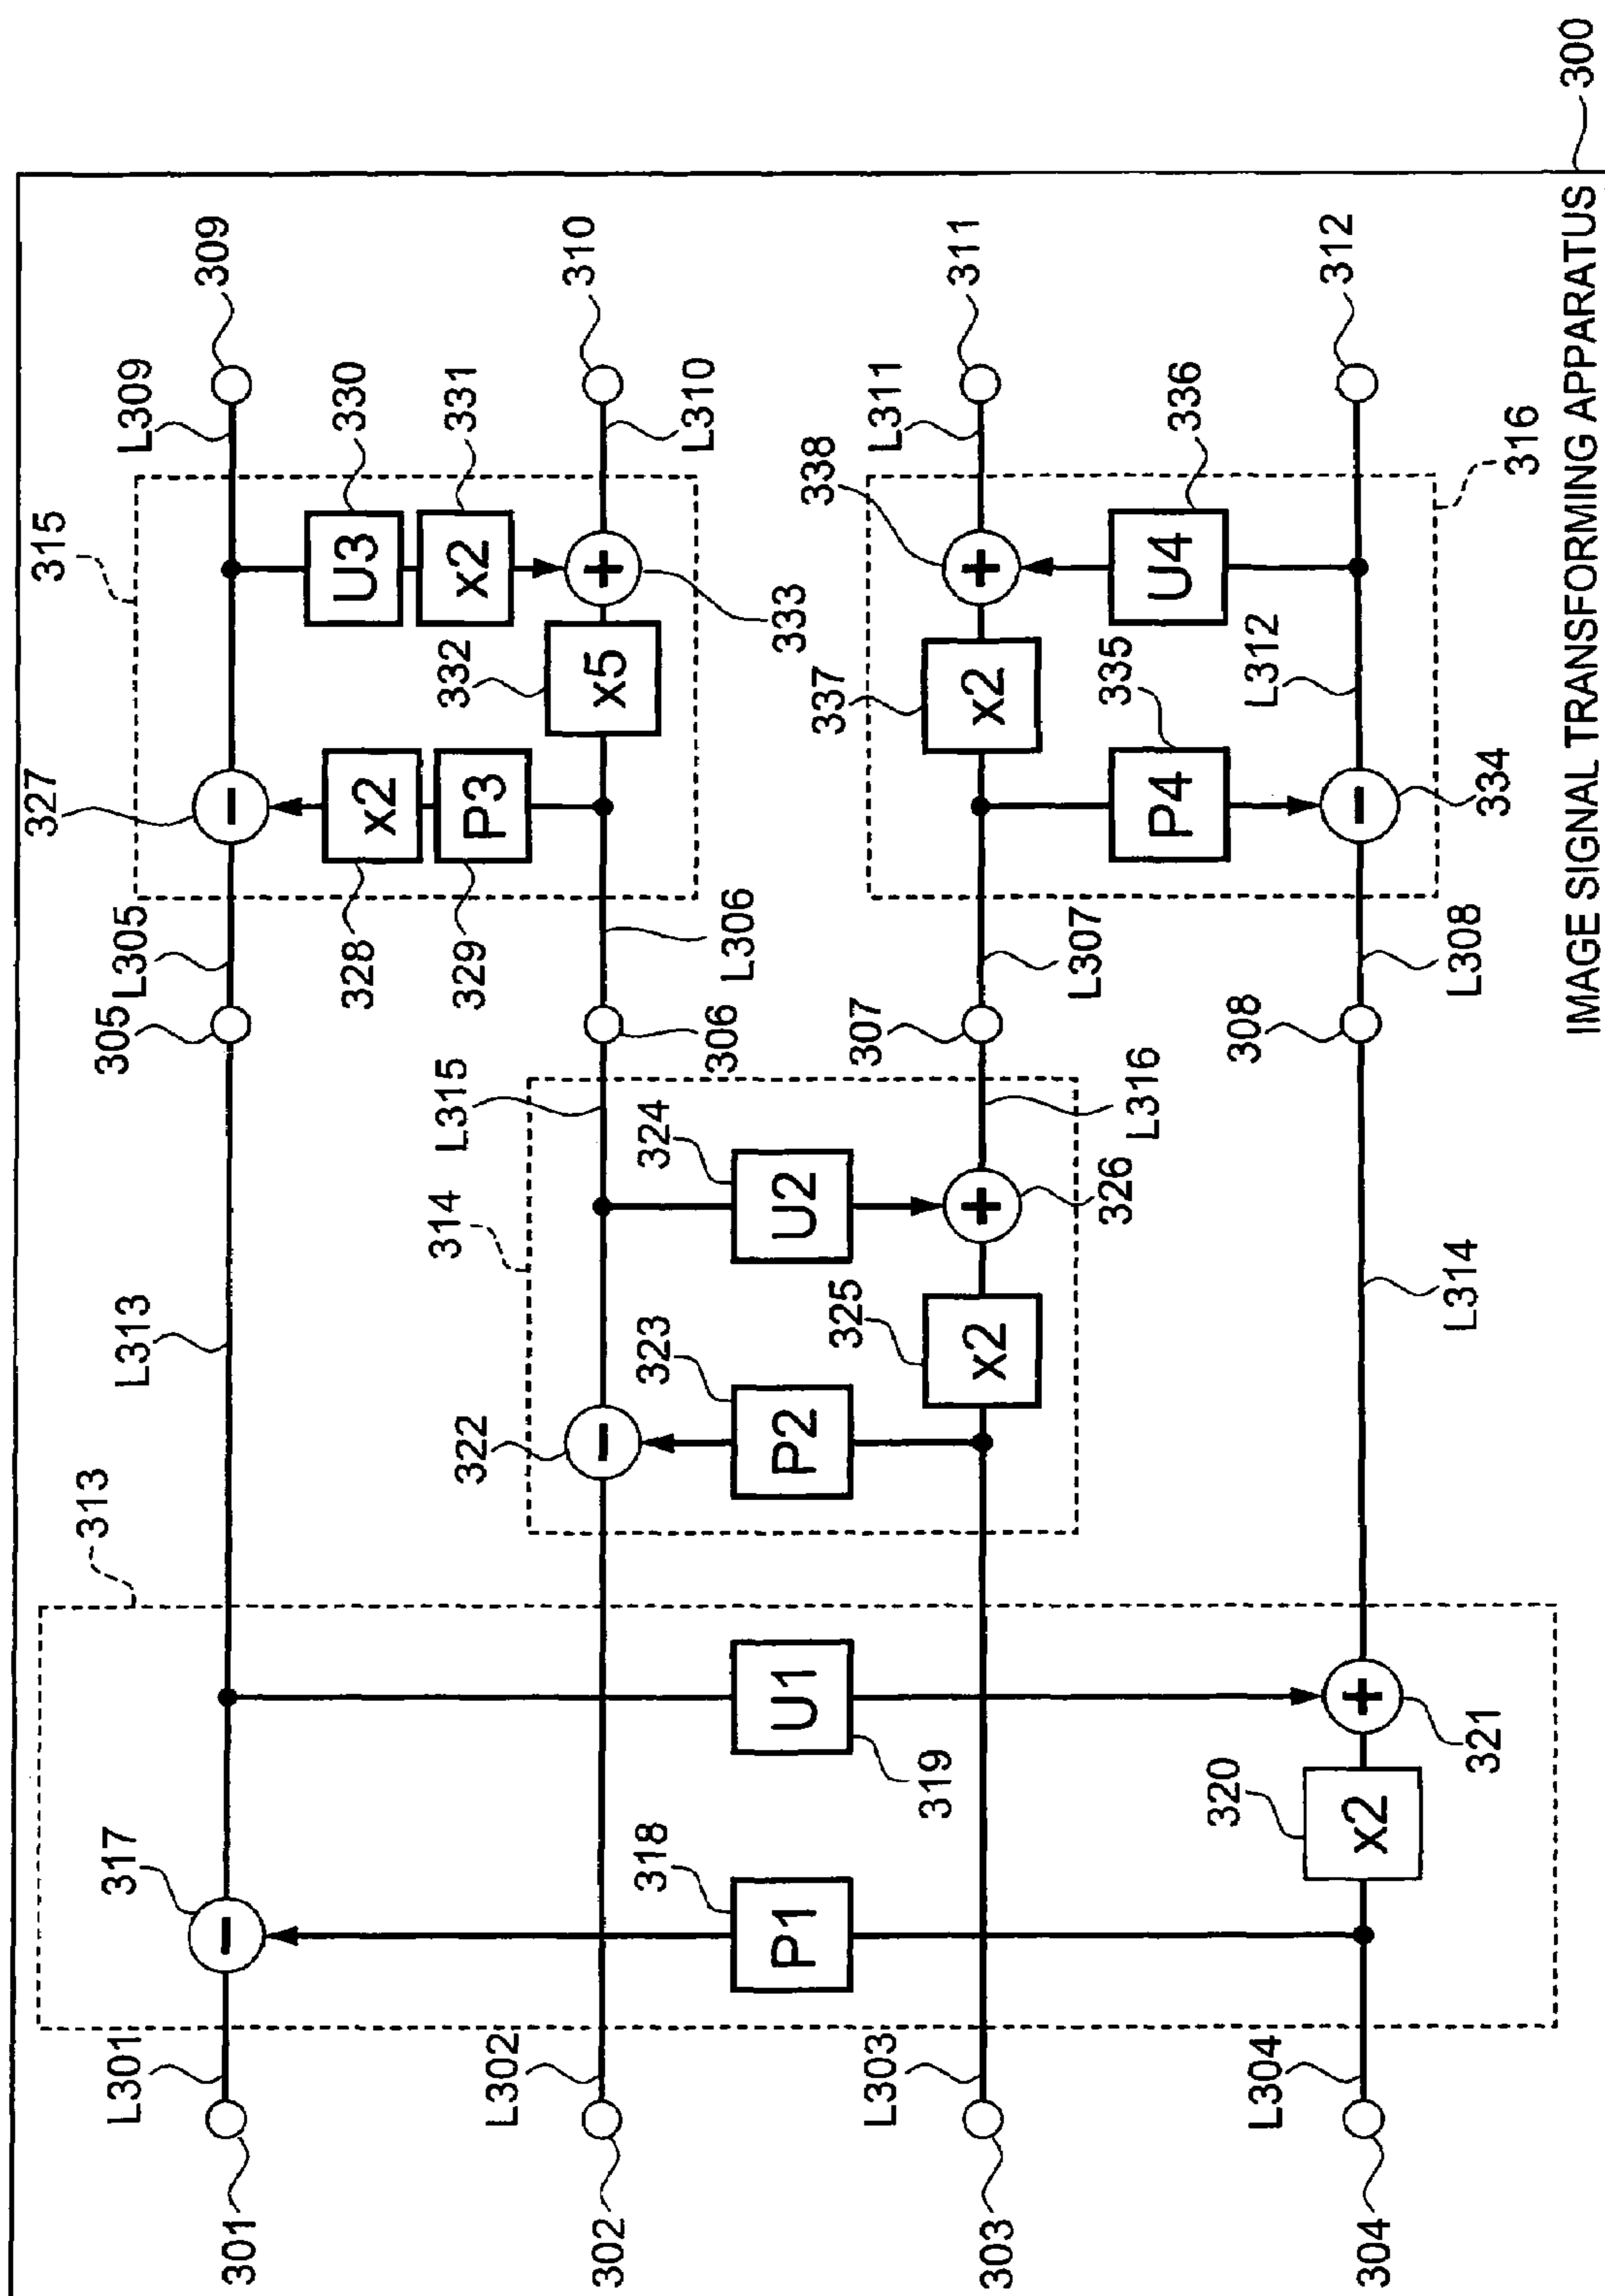 300
IMAGE SIGNAL TRANSFORMING APPARATUS
313
314
315
316
301
L301
317
L313
305
L305
327
L309
309
318
P1
319
U1
328
x2
329
P3
330
U3
331
x2
302
L302
322
L315
306
L306
332
x5
333
L310
310
323
P2
324
U2
303
L303
325
x2
326
L316
307
L307
337
x2
338
L311
311
335
P4
336
U4
304
L304
320
x2
321
L314
308
L308
334
L312
312
−
+
−
+
−
+
−
+